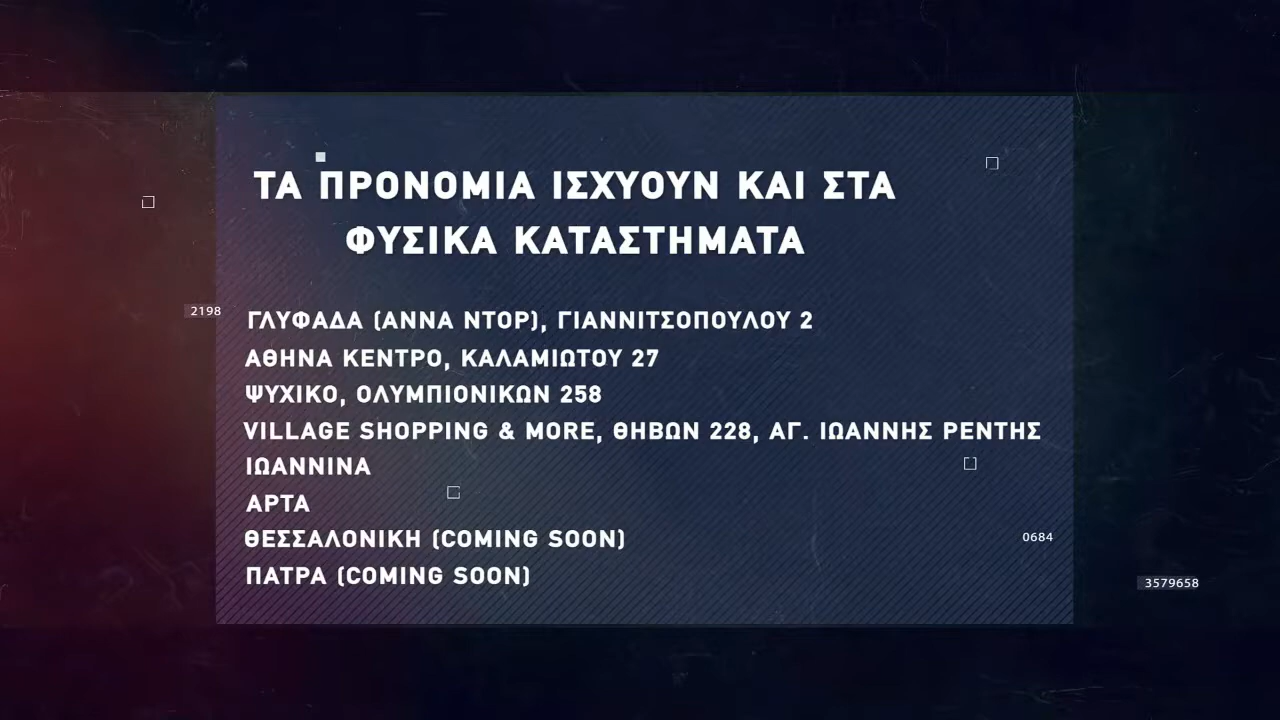 ΤΑ ΠΡΟΝΟΜΙΑ ΙΣΧΥΟΥΝ ΚΑΙ ΣΤΑ
ΦΥΣΙΚΑ ΚΑΤΑΣΤΗΜΑΤΑ
2198
ΓΛΥΦΑΔΑ (ΑΝΝΑ ΝΤΟΡ), ΓΙΑΝΝΙΤΣΟΠΟΥΛΟΥ 2
ΑΘΗΝΑ ΚΕΝΤΡΟ, ΚΑΛΑΜΙΩΤΟΥ 27
ΨΥΧΙΚΟ, ΟΛΥΜΠΙΟΝΙΚΩΝ 258
VILLAGE SHOPPING & MORE, ΘΗΒΩΝ 228, ΑΓ. ΙΩΑΝΝΗΣ ΡΕΝΤΗΣ
ΙΩΑΝΝΙΝΑ
ΑΡΤΑ
ΘΕΣΣΑΛΟΝΙΚΗ (COMING SOON)
0684
ΠΑΤΡΑ (COMING SOON)
3579658